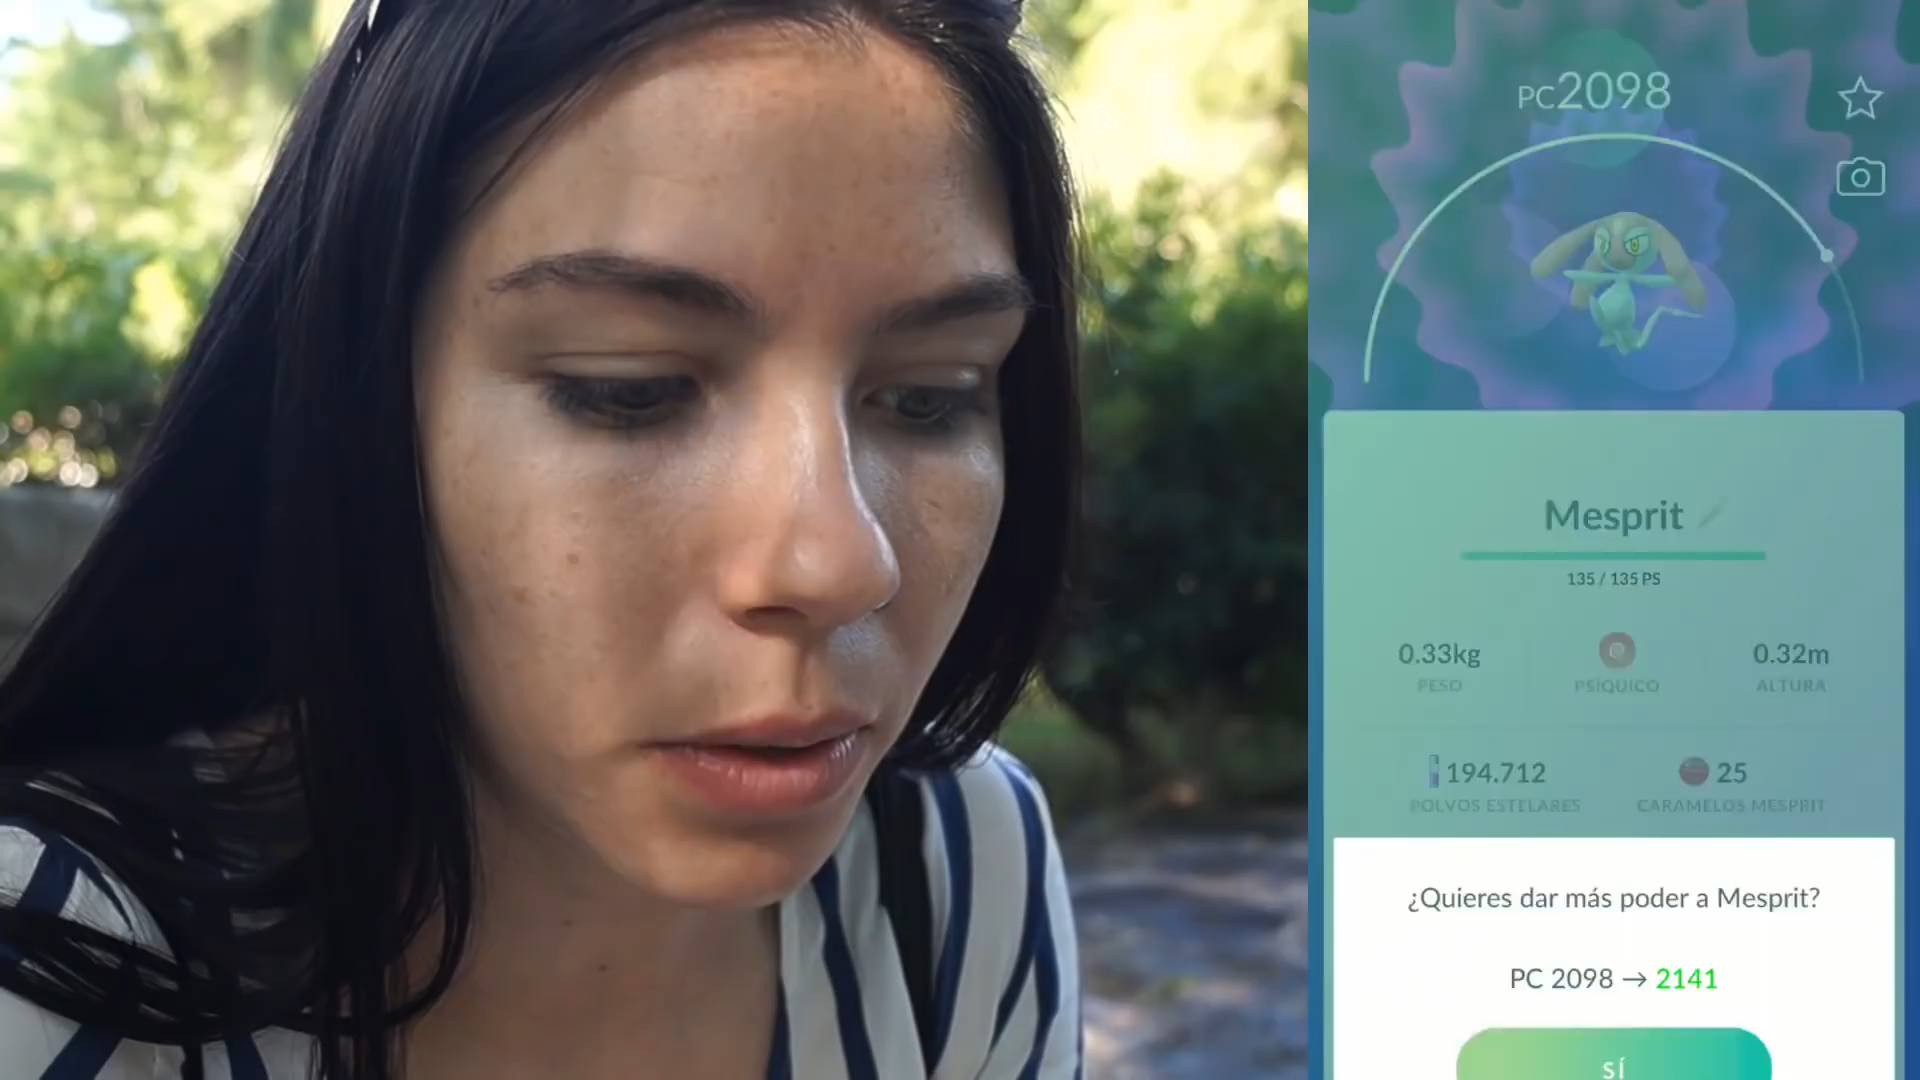 PC2098
Mesprit
135 / 135 PS
0.33kg
PESO
PSÍQUICO
0.32m
ALTURA
194.712
POLVOS ESTELARES
25
CARAMELOS MESPRIT
¿Quieres dar más poder a Mesprit?
PC 2098 → 2141
SÍ